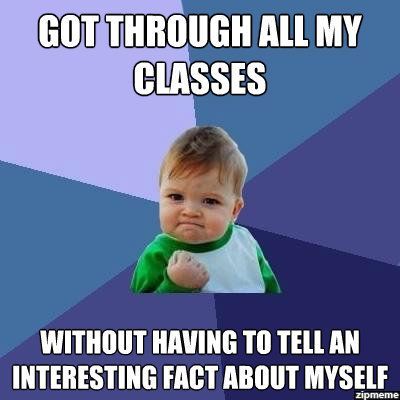 GOT THROUGH ALL MY
CLASSES
WITHOUT HAVING TO TELL AN
INTERESTING FACT ABOUT MYSELF
zipmeme